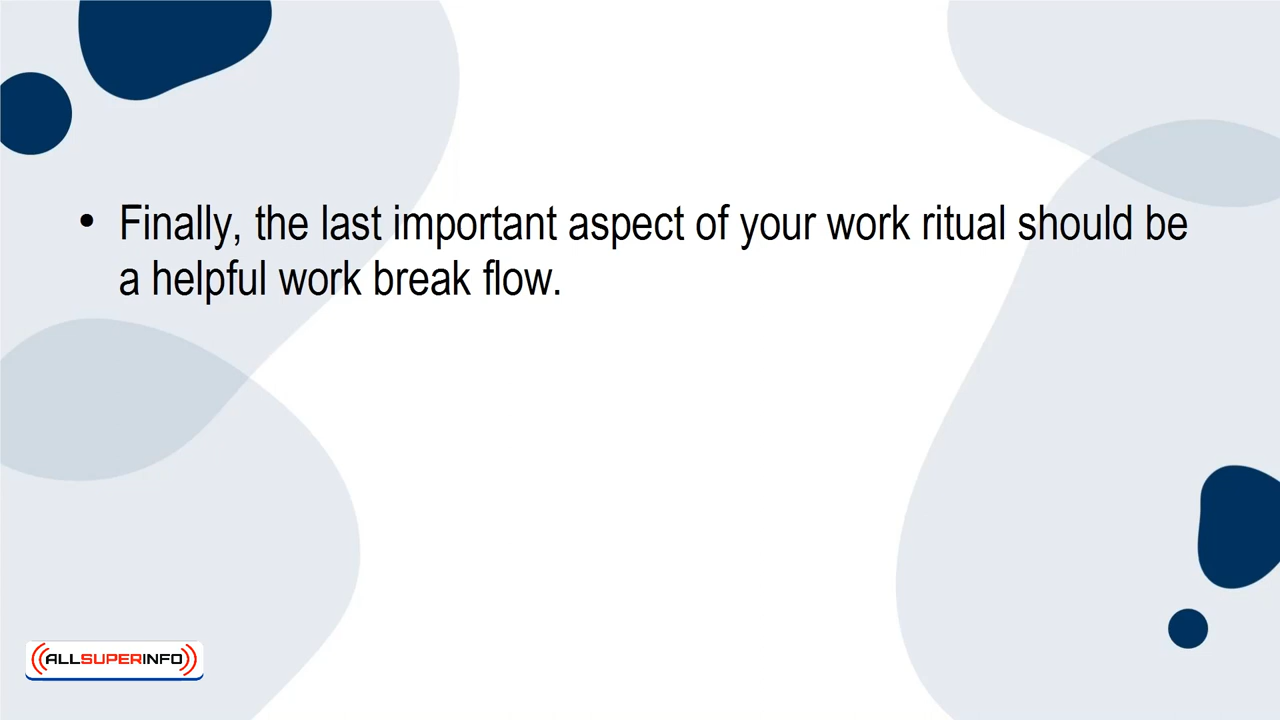 • Finally, the last important aspect of your work ritual should be
a helpful work break flow.
ALLSUPERINFO